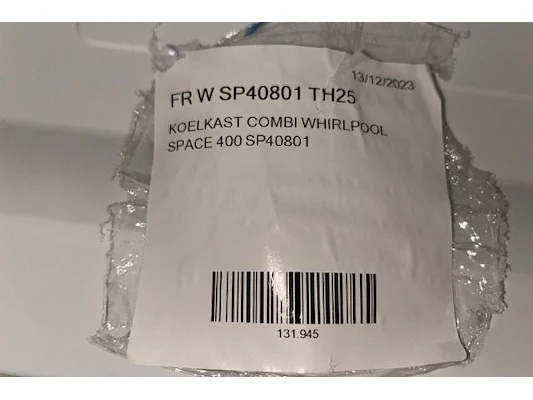 13/12/2023
FR W SP40801 TH25
KOELKAST COMBI WHIRLPOOL
SPACE 400 SP40801
131.945